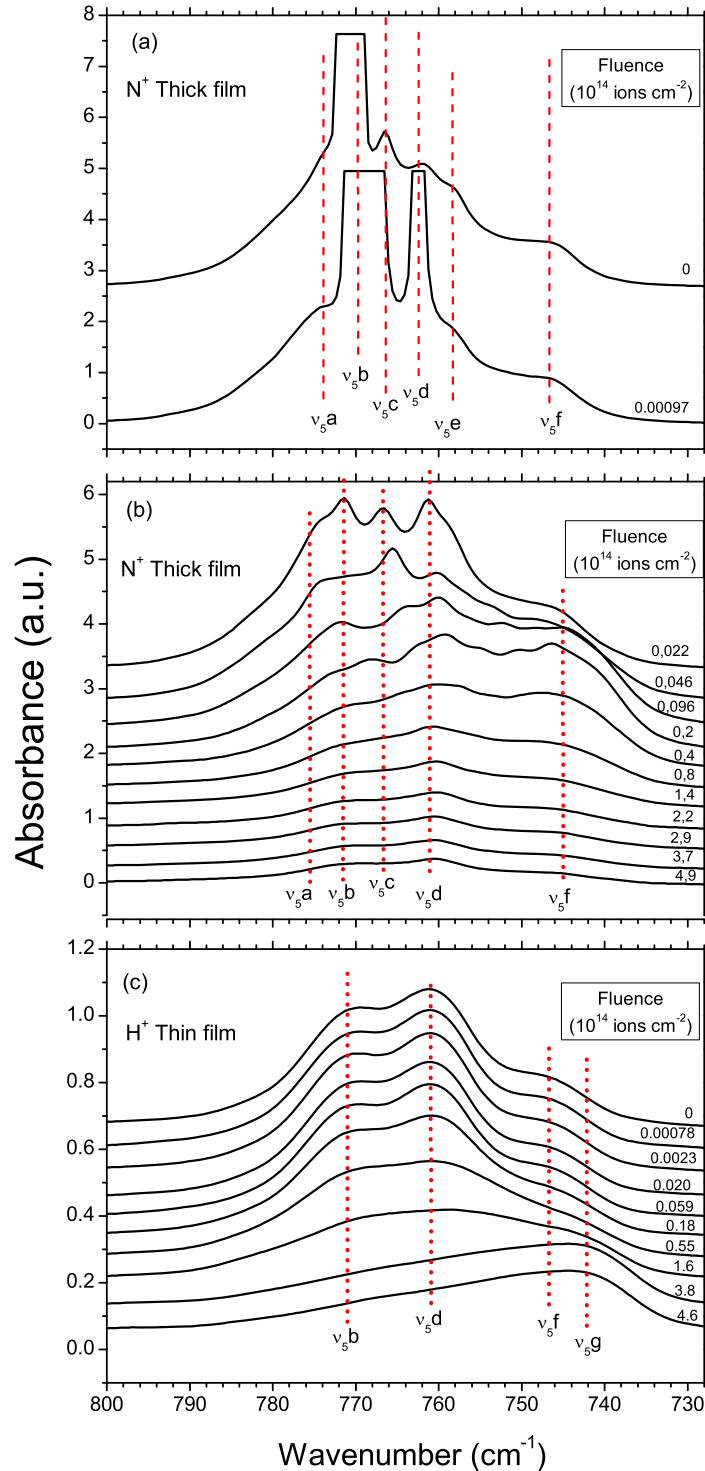 Absorbance (a.u.)
8
7
6
5
4
3
2
1
0
(a)
N⁺ Thick film
Fluence
(10¹⁴ ions cm⁻²)
0
0.00097
ν₅a
ν₅b
ν₅c
ν₅d
ν₅e
ν₅f
6
5
4
3
2
1
0
(b)
N⁺ Thick film
Fluence
(10¹⁴ ions cm⁻²)
0,022
0,046
0,096
0,2
0,4
0,8
1,4
2,2
2,9
3,7
4,9
ν₅a
ν₅b
ν₅c
ν₅d
ν₅f
1.2
1.0
0.8
0.6
0.4
0.2
0.0
(c)
H⁺ Thin film
Fluence
(10¹⁴ ions cm⁻²)
0
0.00078
0.0023
0.020
0.059
0.18
0.55
1.6
3.8
4.6
ν₅b
ν₅d
ν₅f
ν₅g
800 790 780 770 760 750 740 730
Wavenumber (cm⁻¹)